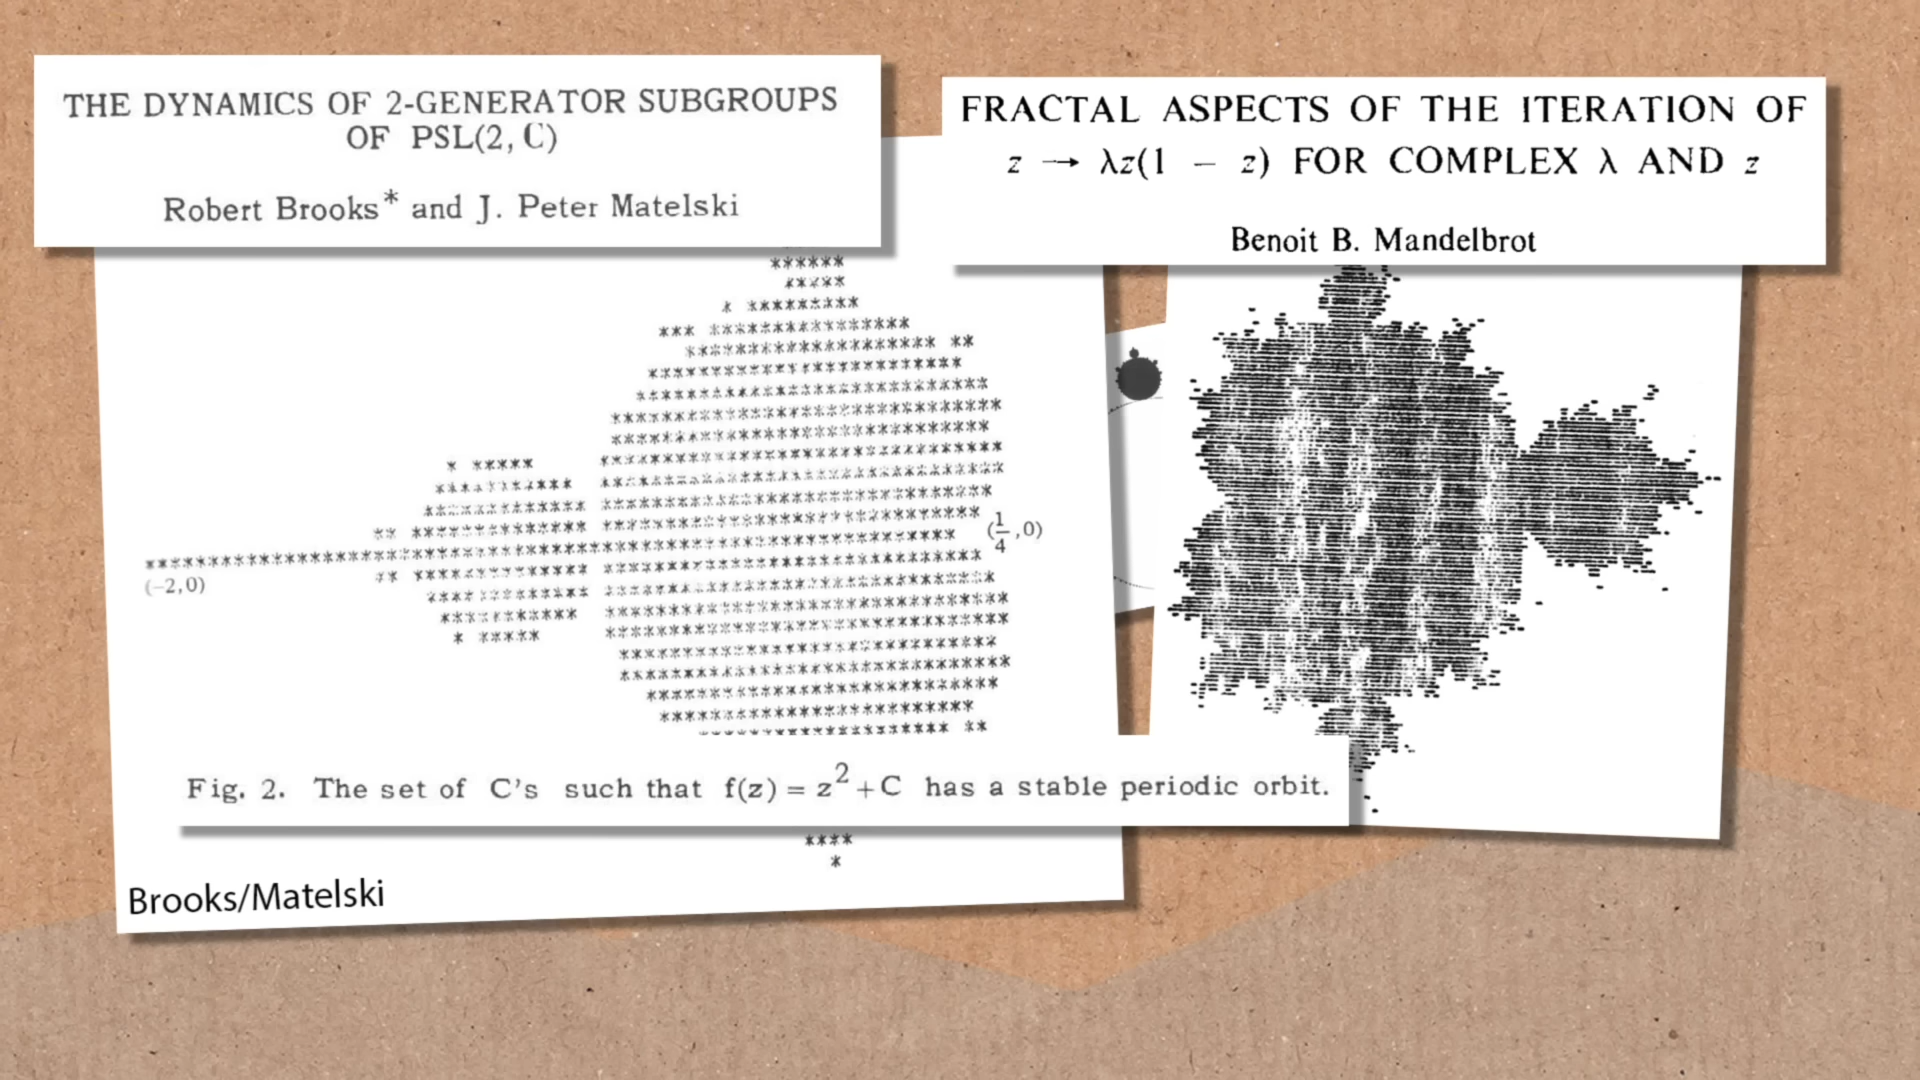 THE DYNAMICS OF 2-GENERATOR SUBGROUPS
OF PSL(2, C)
Robert Brooks* and J. Peter Matelski
FRACTAL ASPECTS OF THE ITERATION OF
z → λz(1 − z) FOR COMPLEX λ AND z
Benoit B. Mandelbrot
(1/4,0)
(−2,0)
Fig. 2. The set of C's such that f(z) = z² + C has a stable periodic orbit.
Brooks/Matelski